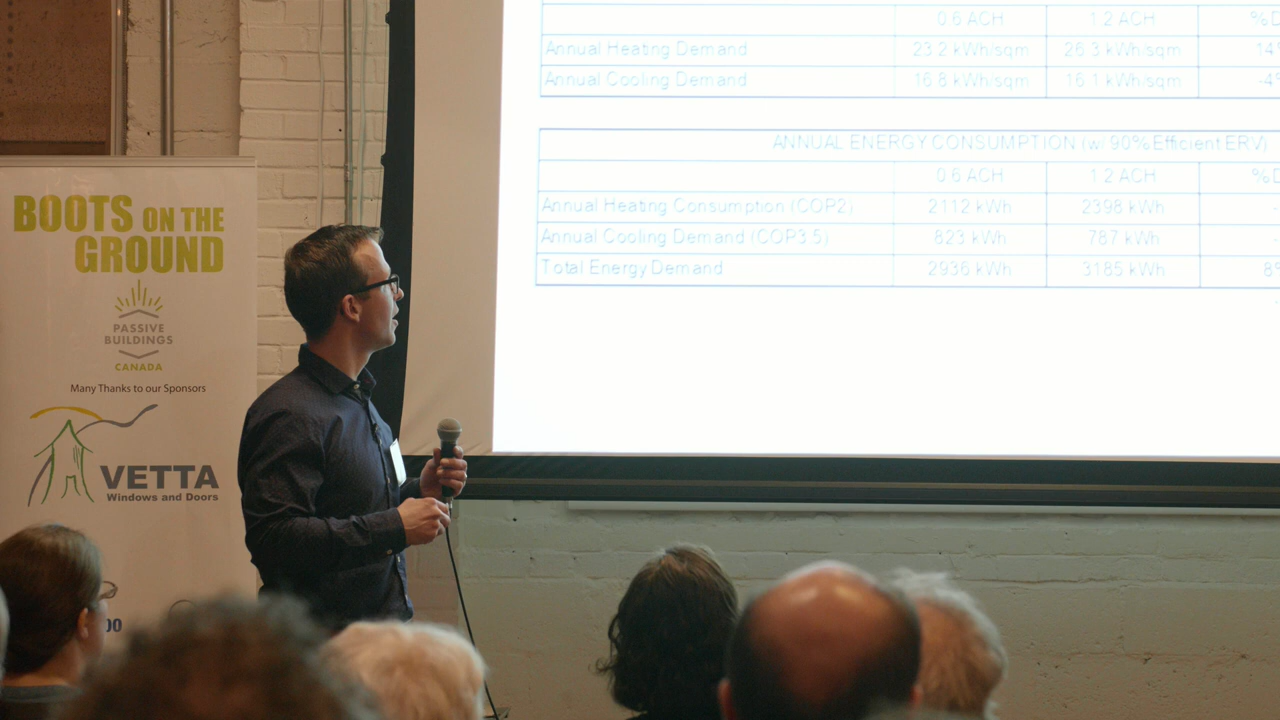 BOOTS ON THE
GROUND
PASSIVE
BUILDINGS
CANADA
Many Thanks to our Sponsors
VETTA
Windows and Doors
00
0.6 ACH 1.2 ACH
Annual Heating Demand 23.2 kWh/sqm 26.3 kWh/sqm 14
Annual Cooling Demand 16.8 kWh/sqm 16.1 kWh/sqm -4
ANNUAL ENERGY CONSUMPTION (w/ 90% Efficient ERV)
0.6 ACH 1.2 ACH
Annual Heating Consumption (COP2) 2112 kWh 2398 kWh
Annual Cooling Demand (COP3.5) 823 kWh 787 kWh
Total Energy Demand 2936 kWh 3185 kWh 8